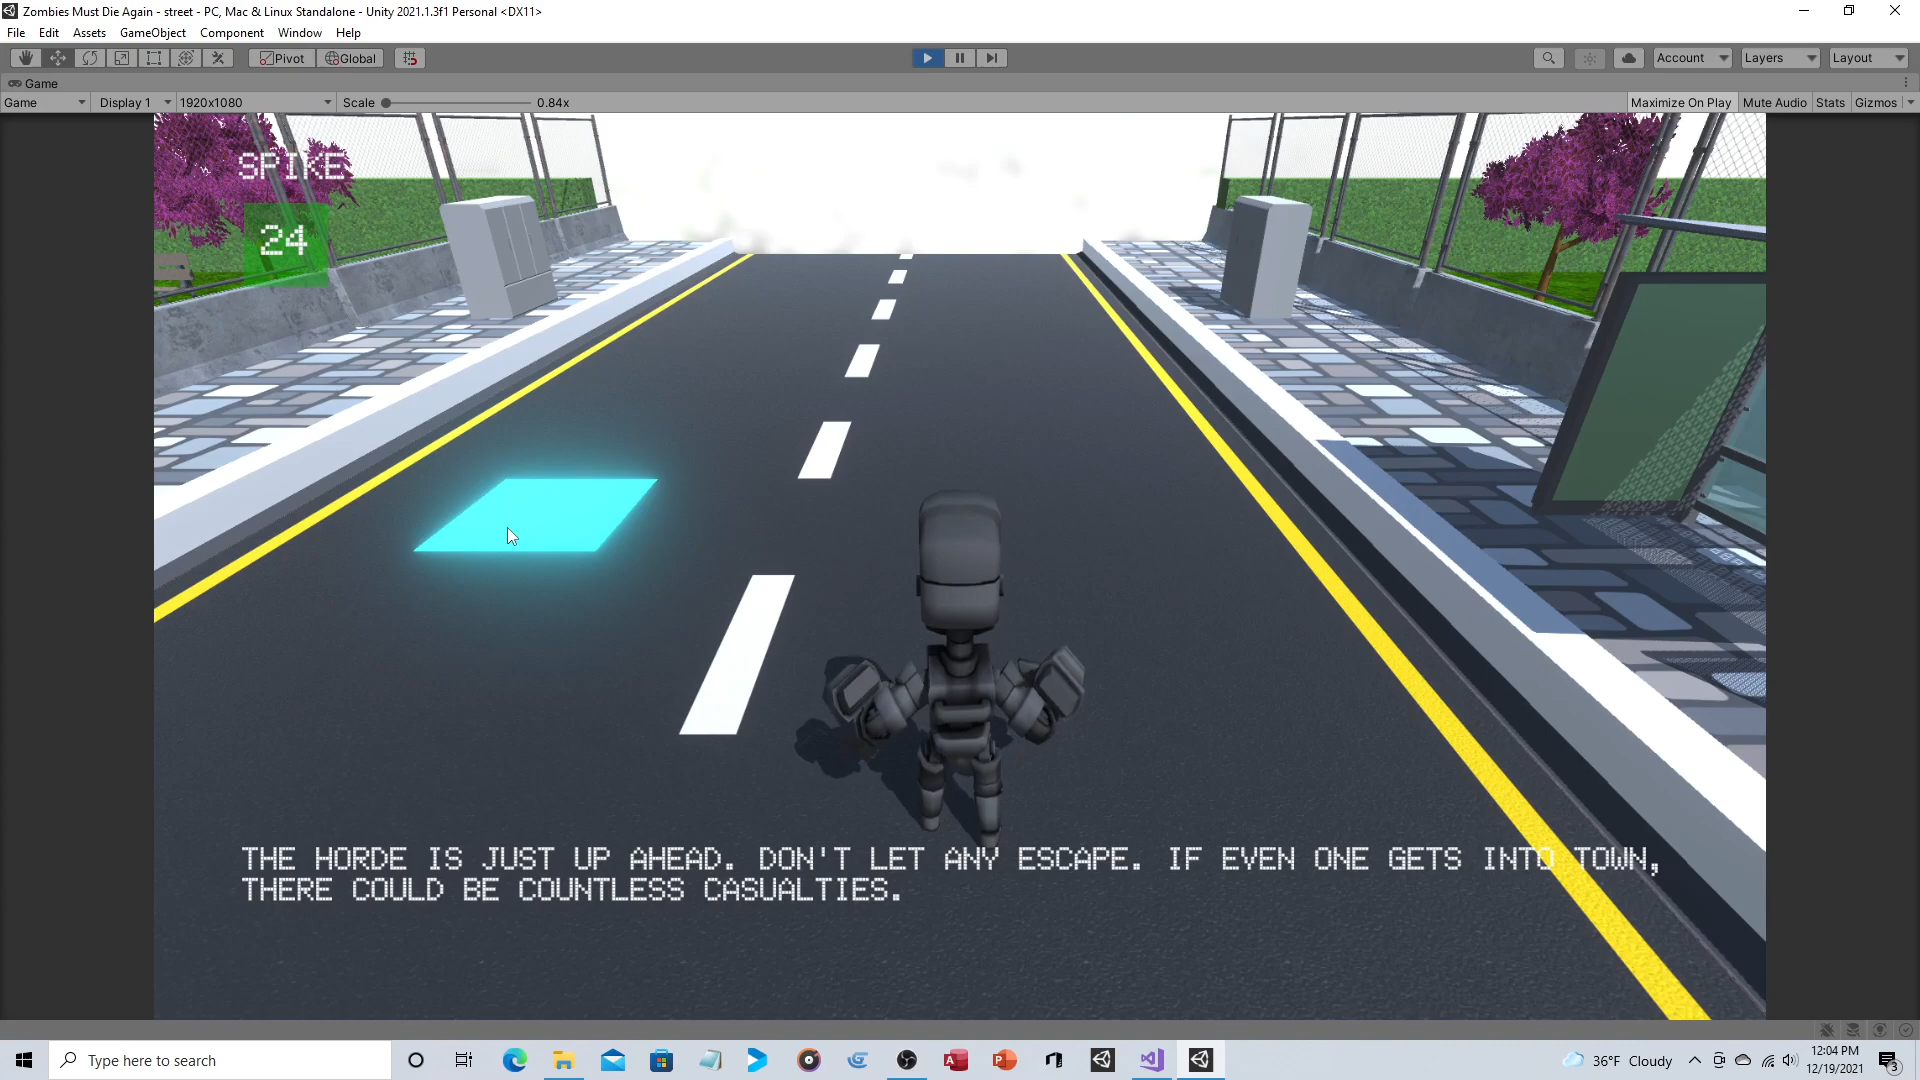 Zombies Must Die Again - street - PC, Mac & Linux Standalone - Unity 2021.1.3f1 Personal <DX11>
File Edit Assets GameObject Component Window Help
Pivot Global Account Layers Layout
Game
Game Display 1 1920x1080 Scale 0.84x Maximize On Play Mute Audio Stats Gizmos
SPIKE
24
THE HORDE IS JUST UP AHEAD. DON'T LET ANY ESCAPE. IF EVEN ONE GETS INTO TOWN,
THERE COULD BE COUNTLESS CASUALTIES.
Type here to search 36°F Cloudy 12:04 PM
12/19/2021 3